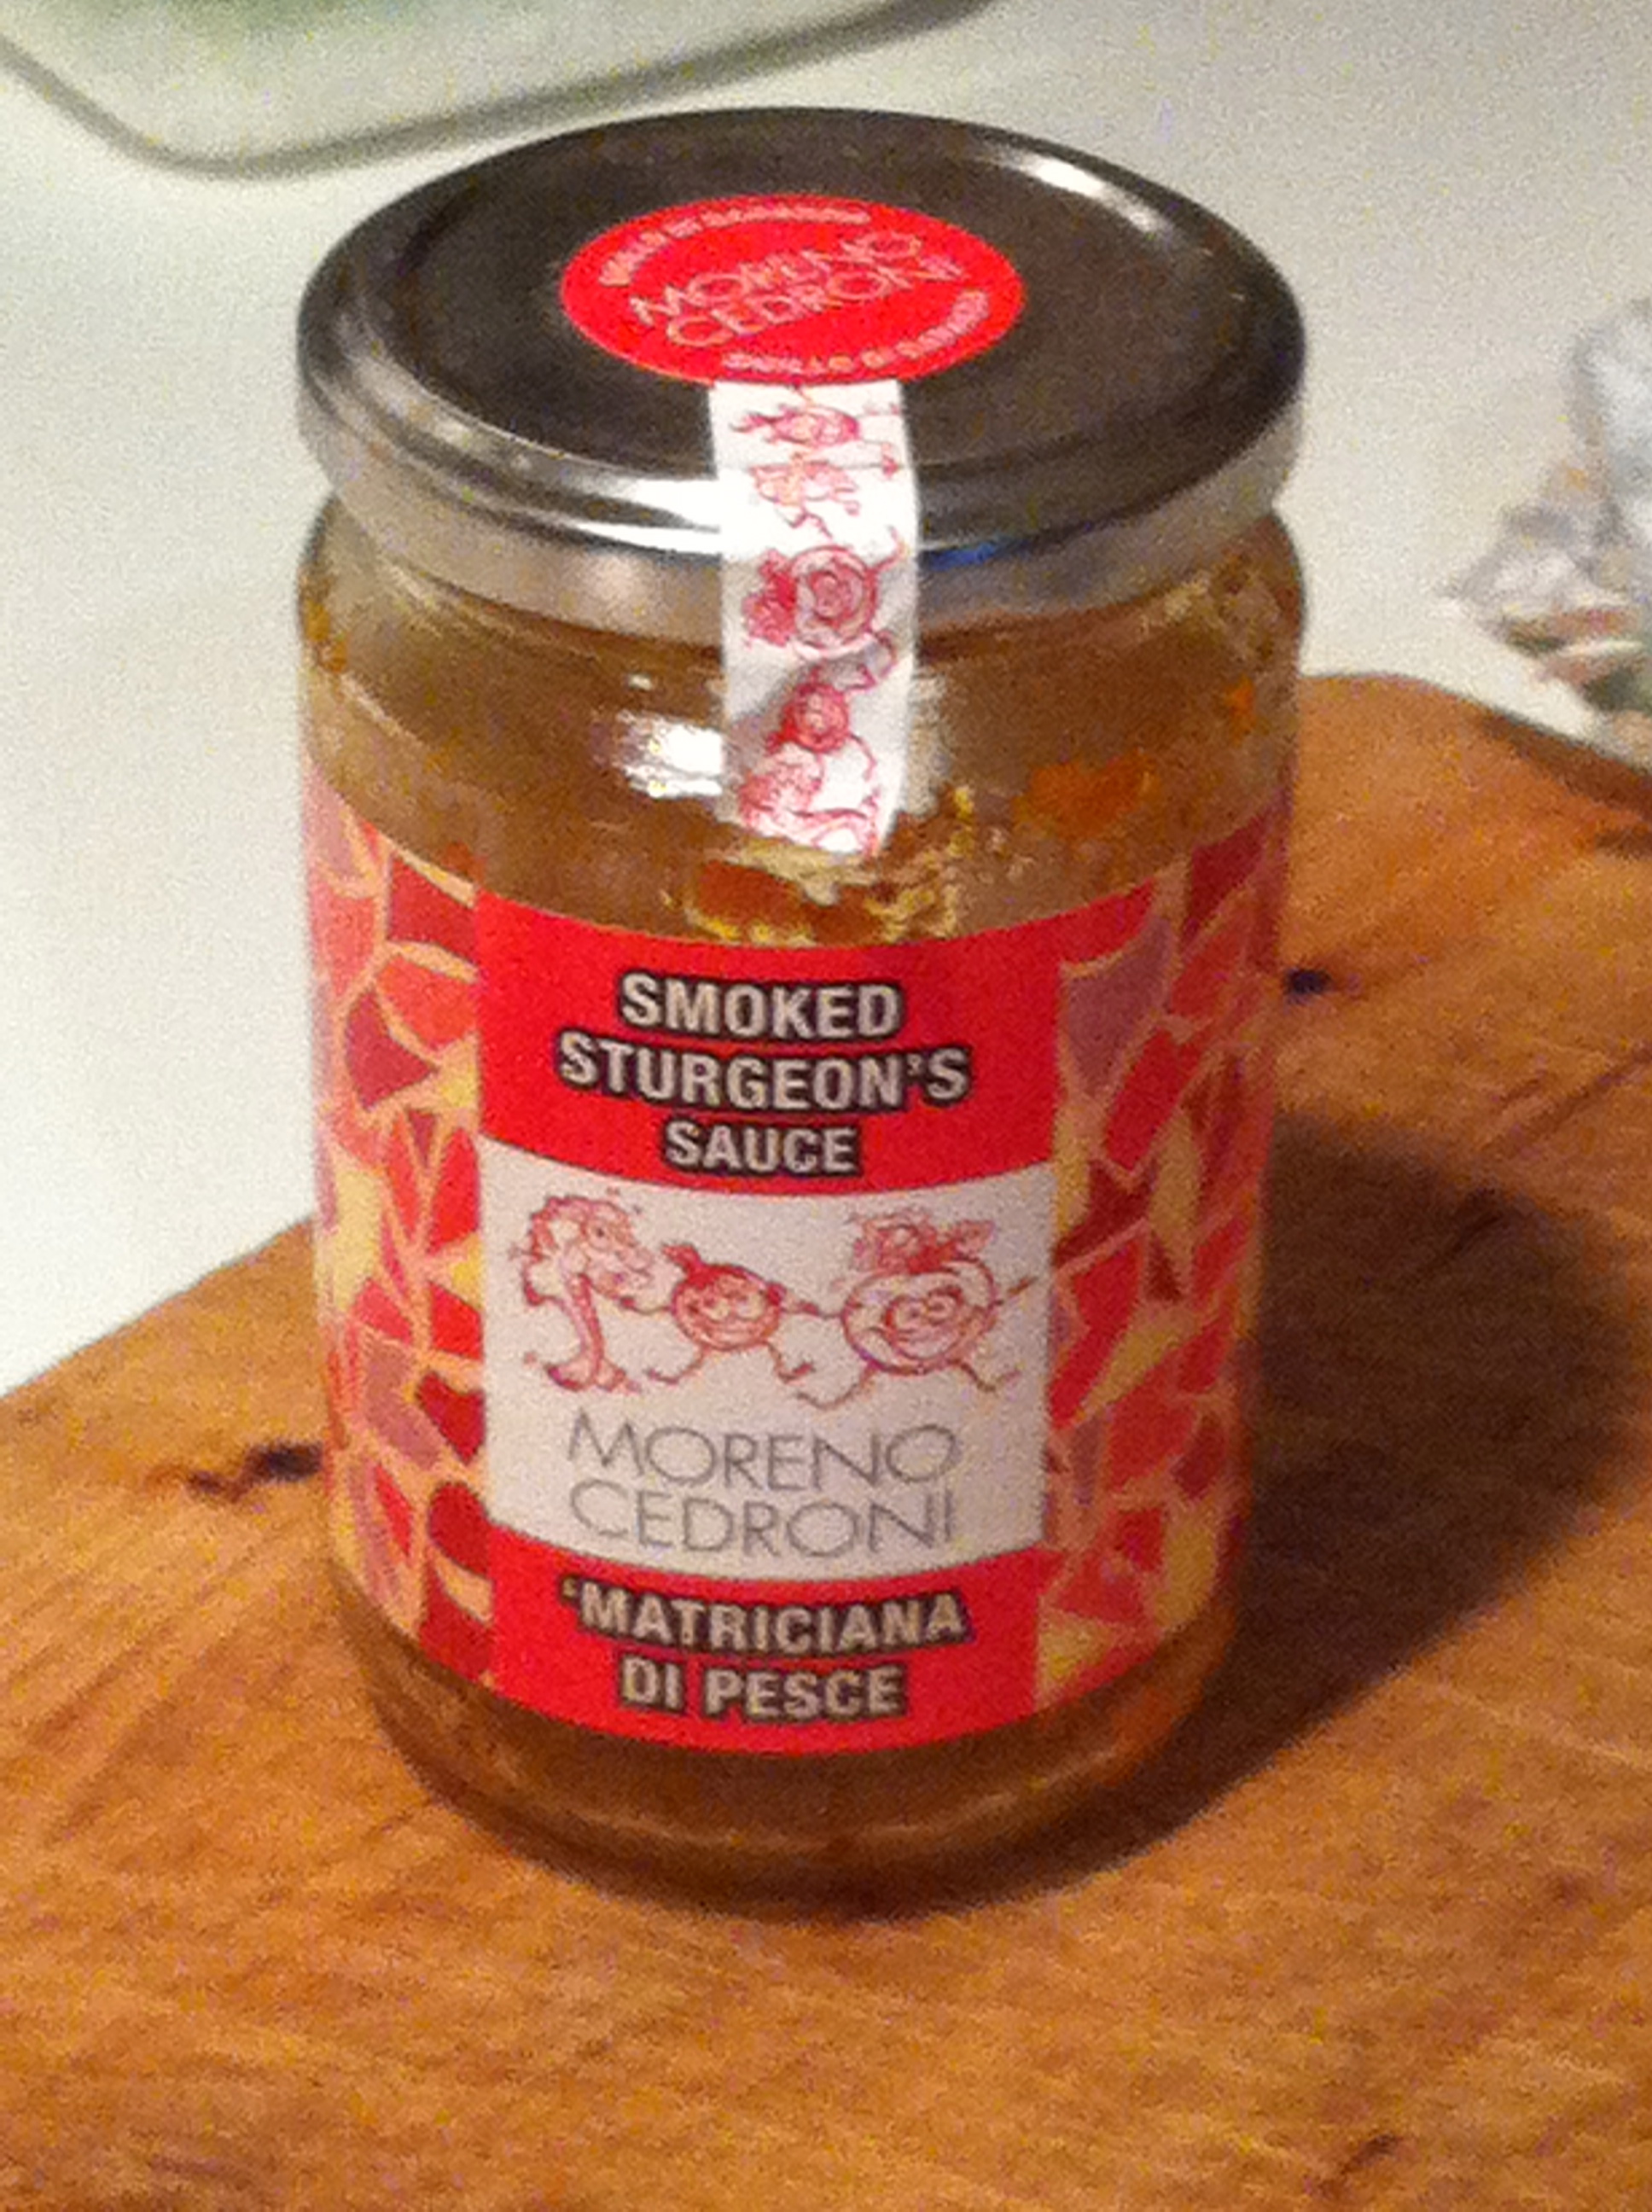 MORENO
CEDRONI
SMOKED
STURGEON'S
SAUCE
MORENO
CEDRONI
'MATRICIANA
DI PESCE